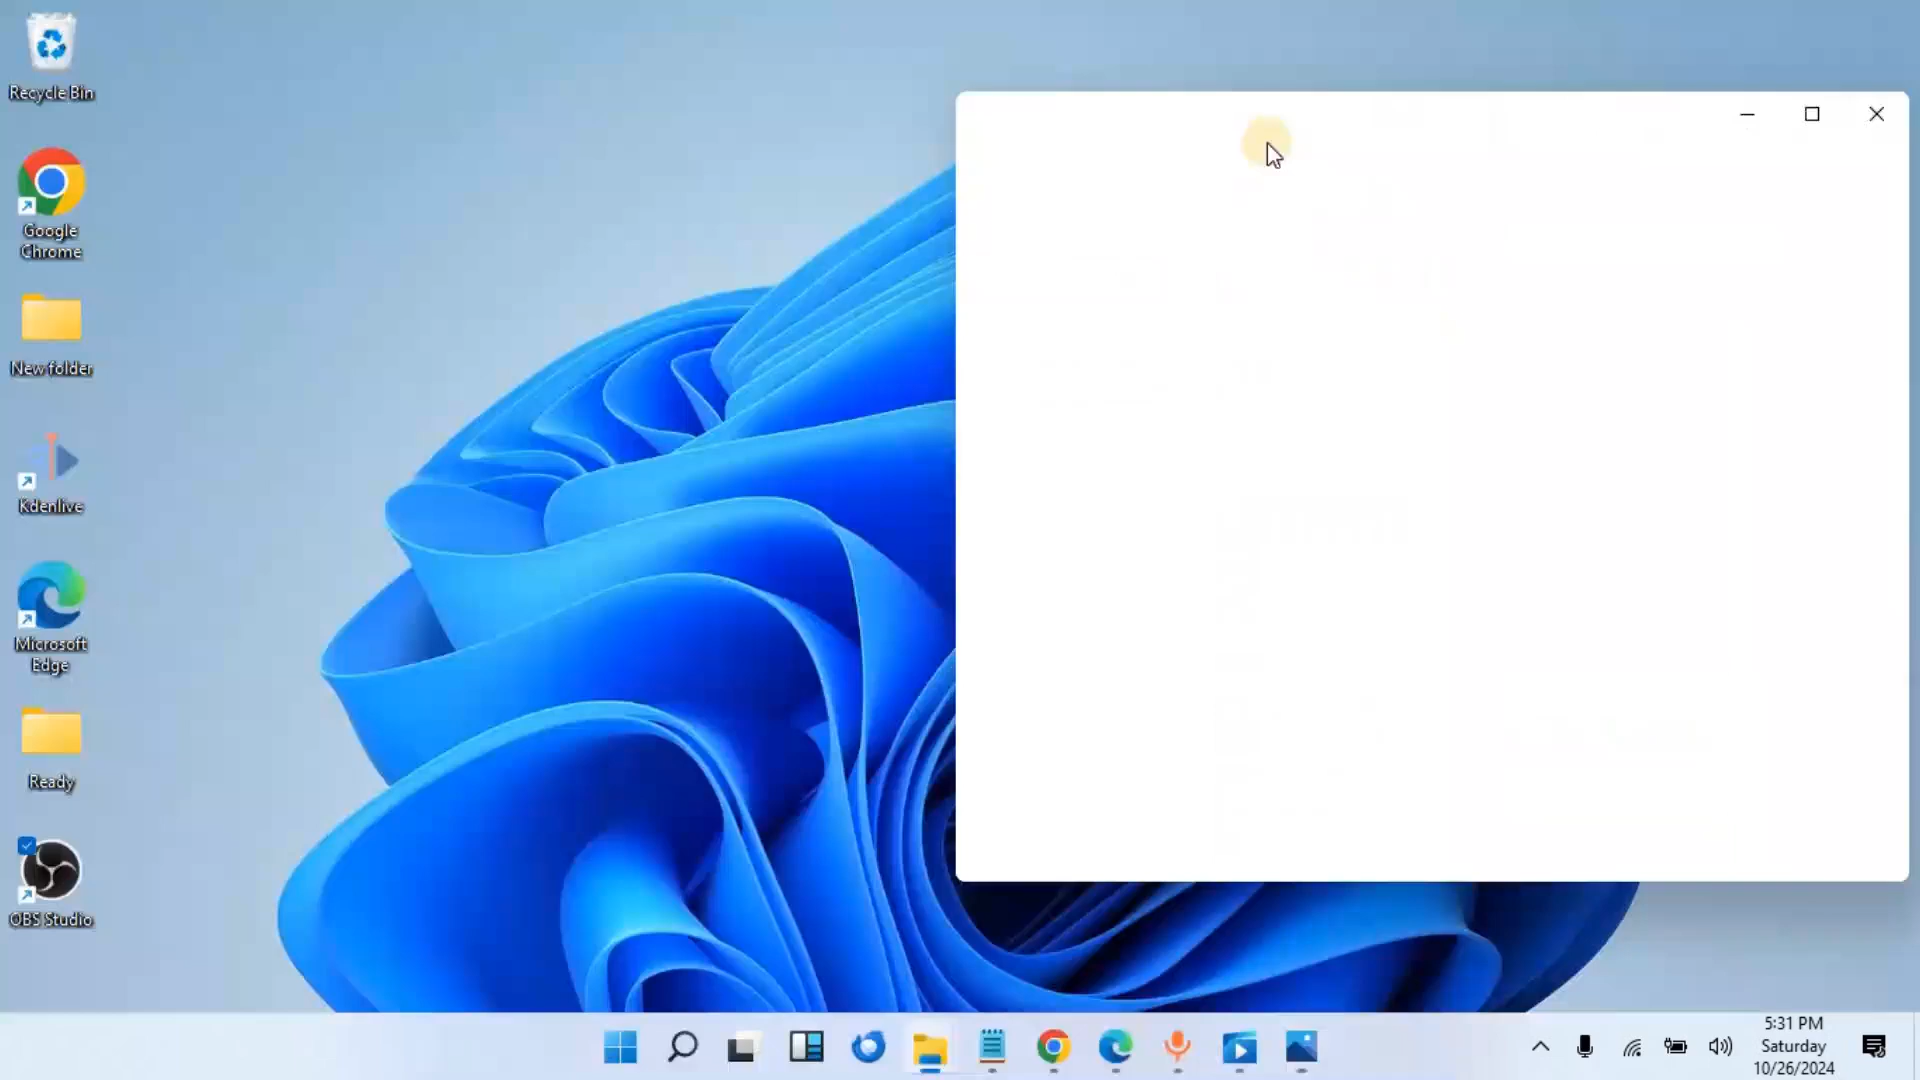 Recycle Bin
Google
Chrome
New folder
Kdenlive
Microsoft
Edge
Ready
OBS Studio
5:31 PM
Saturday
10/26/2024